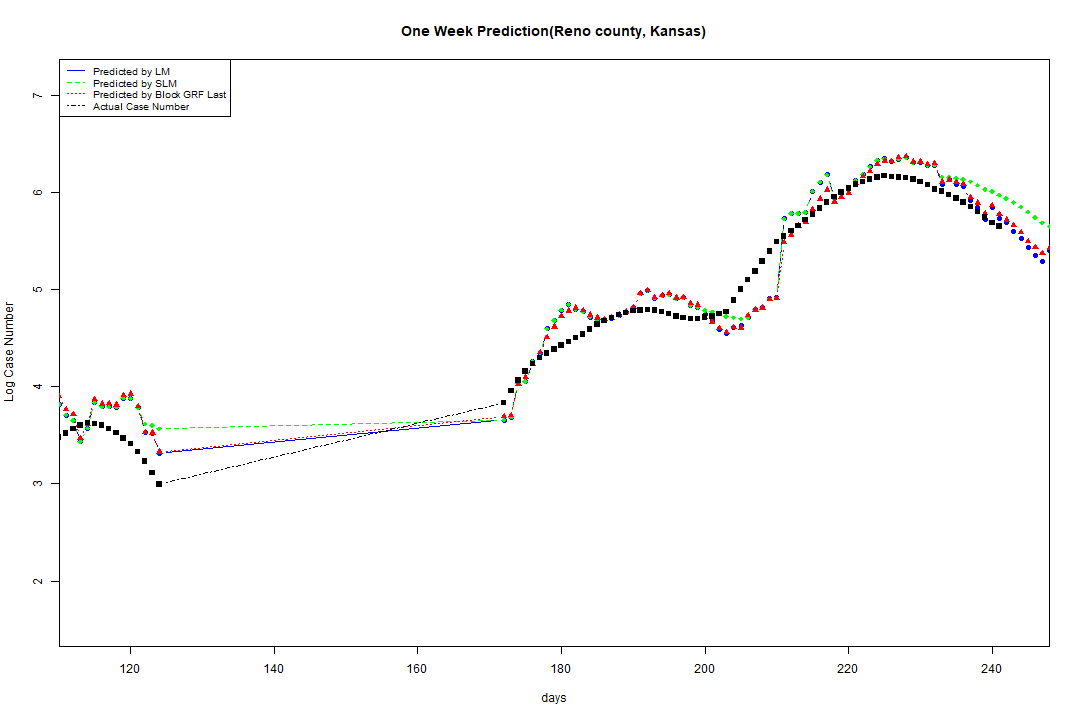 One Week Prediction(Reno county, Kansas)
Predicted by LM
Predicted by SLM
Predicted by Block GRF Last
Actual Case Number
7
6
5
4
3
2
Log Case Number
120 140 160 180 200 220 240
days